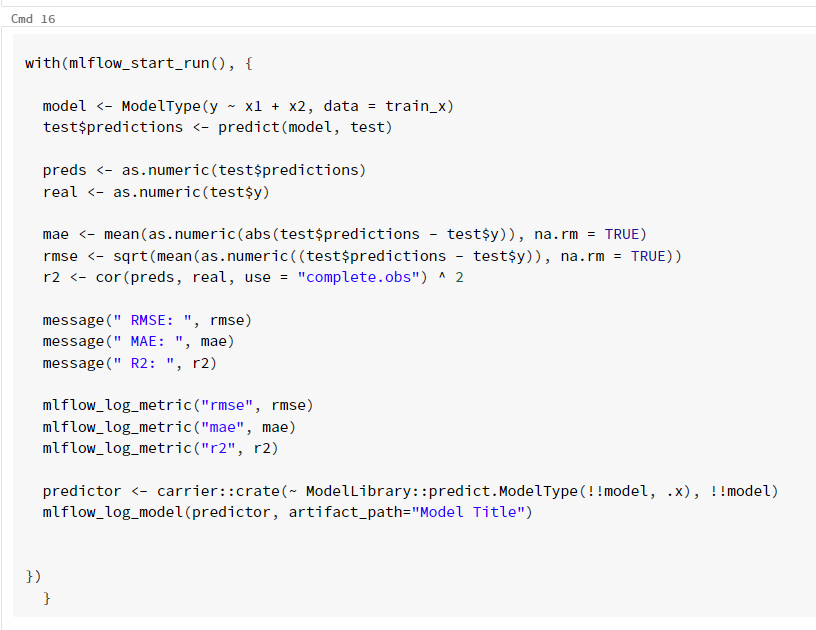 Cmd 16
with(mlflow_start_run(), {
model <- ModelType(y ~ x1 + x2, data = train_x)
test$predictions <- predict(model, test)
preds <- as.numeric(test$predictions)
real <- as.numeric(test$y)
mae <- mean(as.numeric(abs(test$predictions - test$y)), na.rm = TRUE)
rmse <- sqrt(mean(as.numeric((test$predictions - test$y)), na.rm = TRUE))
r2 <- cor(preds, real, use = "complete.obs") ^ 2
message(" RMSE: ", rmse)
message(" MAE: ", mae)
message(" R2: ", r2)
mlflow_log_metric("rmse", rmse)
mlflow_log_metric("mae", mae)
mlflow_log_metric("r2", r2)
predictor <- carrier::crate(~ ModelLibrary::predict.ModelType(!!model, .x), !!model)
mlflow_log_model(predictor, artifact_path="Model Title")
})
}